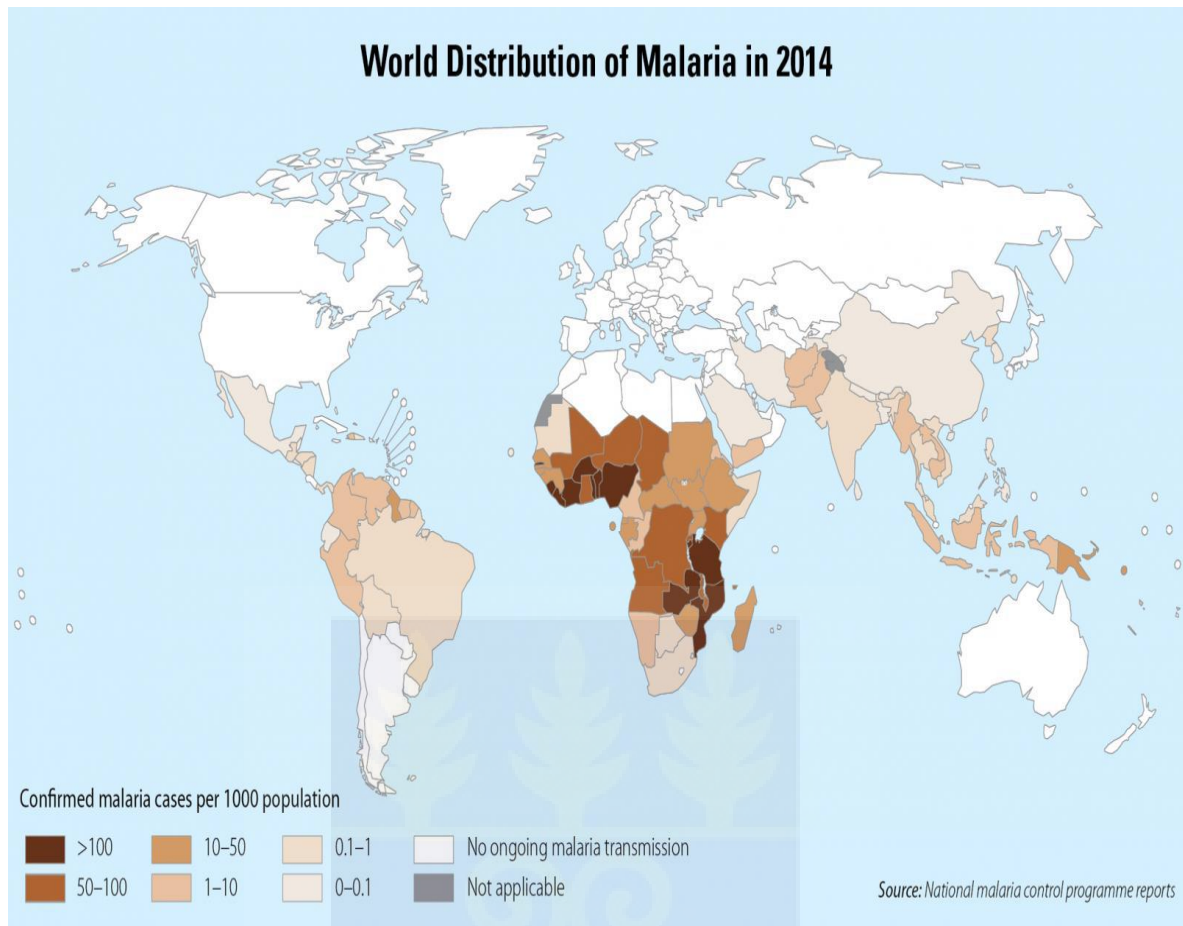 World Distribution of Malaria in 2014
Confirmed malaria cases per 1000 population
>100
10–50
0.1–1
No ongoing malaria transmission
50–100
1–10
0–0.1
Not applicable
Source: National malaria control programme reports